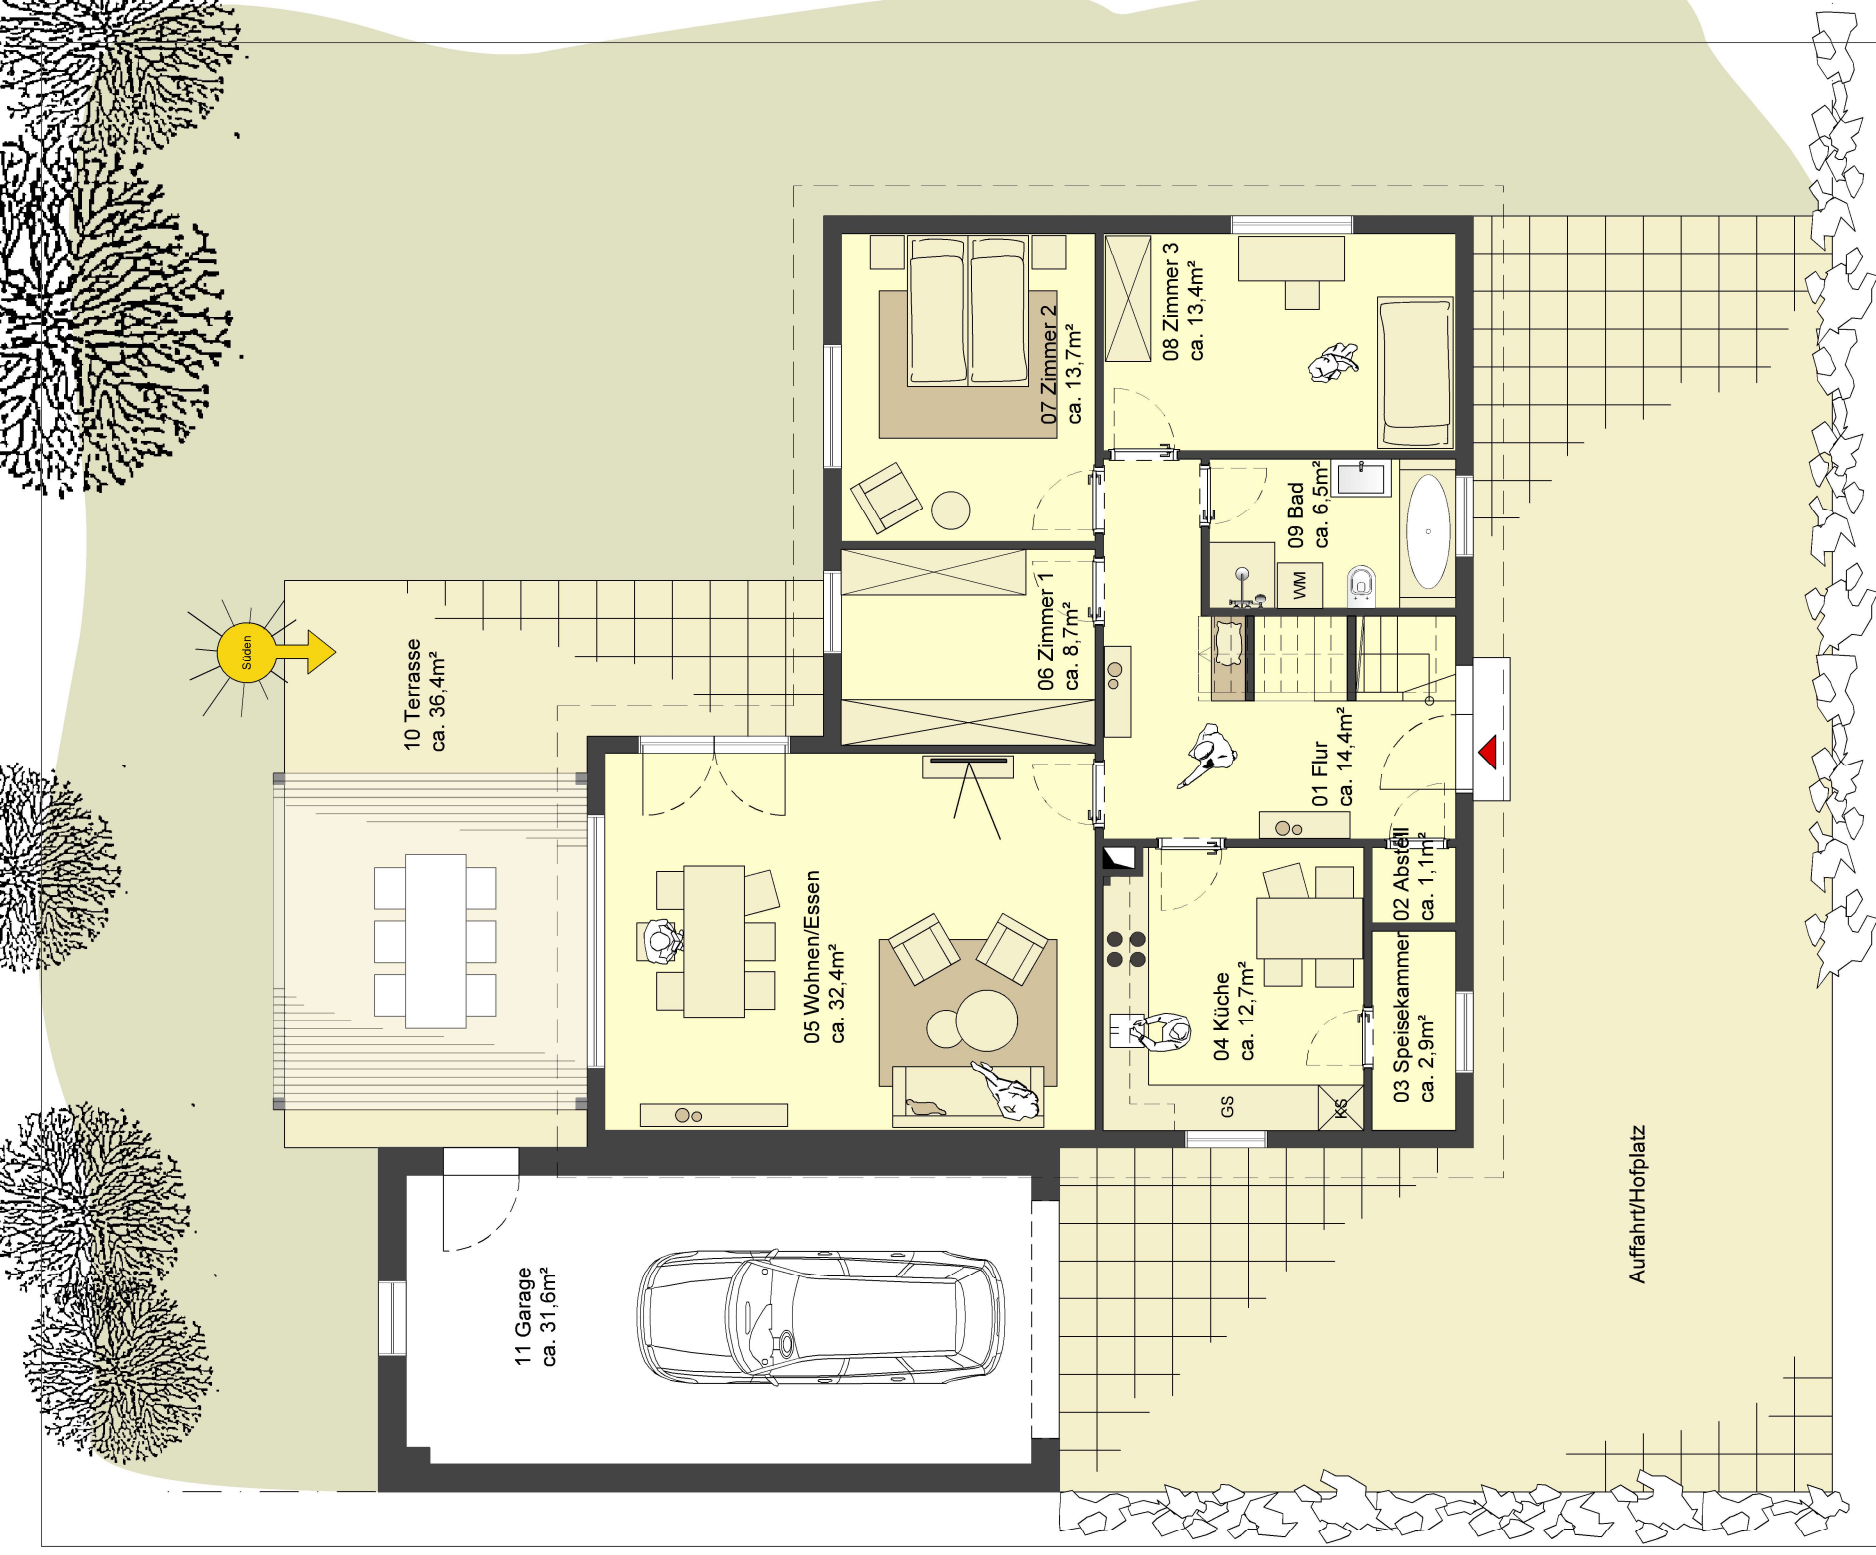 Süden
10 Terrasse
ca. 36,4m²
07 Zimmer 2
ca. 13,7m²
08 Zimmer 3
ca. 13,4m²
09 Bad
ca. 6,5m²
WM
06 Zimmer 1
ca. 8,7m²
01 Flur
ca. 14,4m²
02 Abstell
ca. 1,1m²
05 Wohnen/Essen
ca. 32,4m²
04 Küche
ca. 12,7m²
03 Speisekammer
ca. 2,9m²
GS
KS
11 Garage
ca. 31,6m²
Auffahrt/Hofplatz